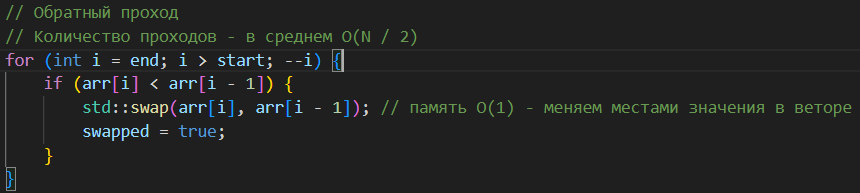 // Обратный проход
// Количество проходов - в среднем O(N / 2)
for (int i = end; i > start; --i) {
    if (arr[i] < arr[i - 1]) {
        std::swap(arr[i], arr[i - 1]); // память O(1) - меняем местами значения в веторе
        swapped = true;
    }
}